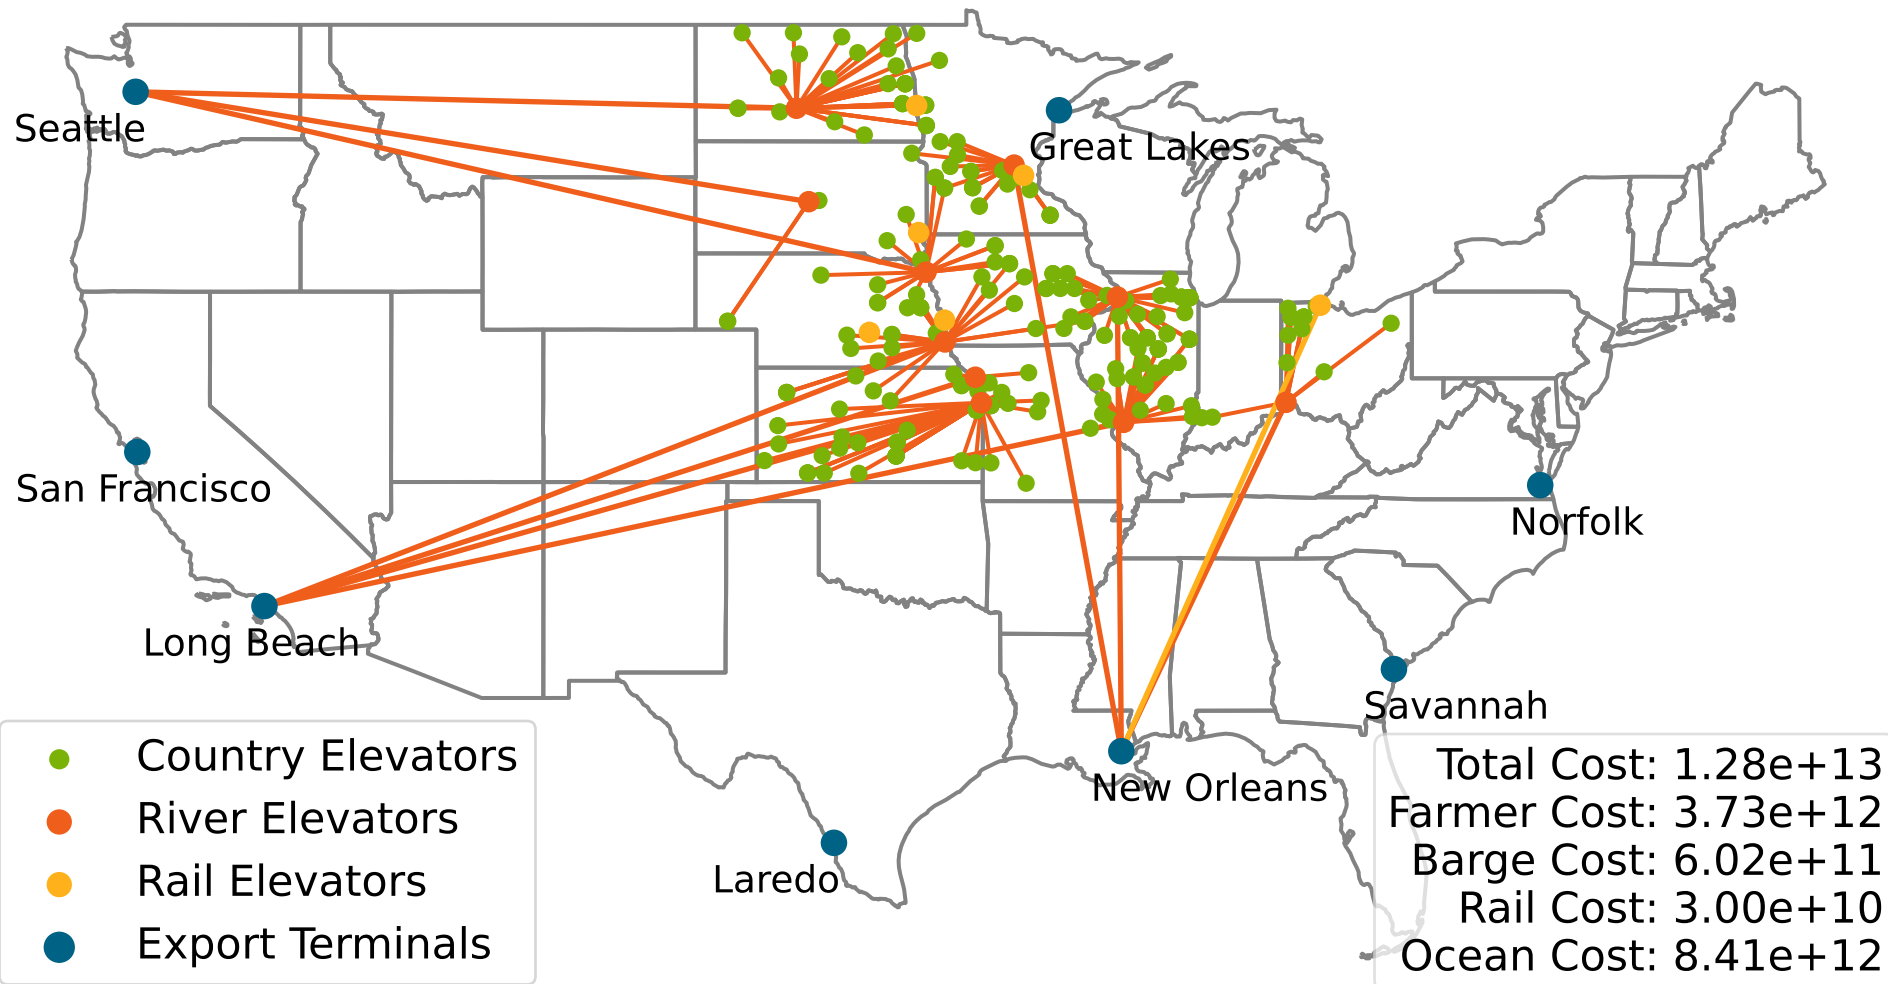 Seattle
Great Lakes
San Francisco
Norfolk
Long Beach
Savannah
New Orleans
Laredo
Country Elevators
River Elevators
Rail Elevators
Export Terminals
Total Cost: 1.28e+13
Farmer Cost: 3.73e+12
Barge Cost: 6.02e+11
Rail Cost: 3.00e+10
Ocean Cost: 8.41e+12